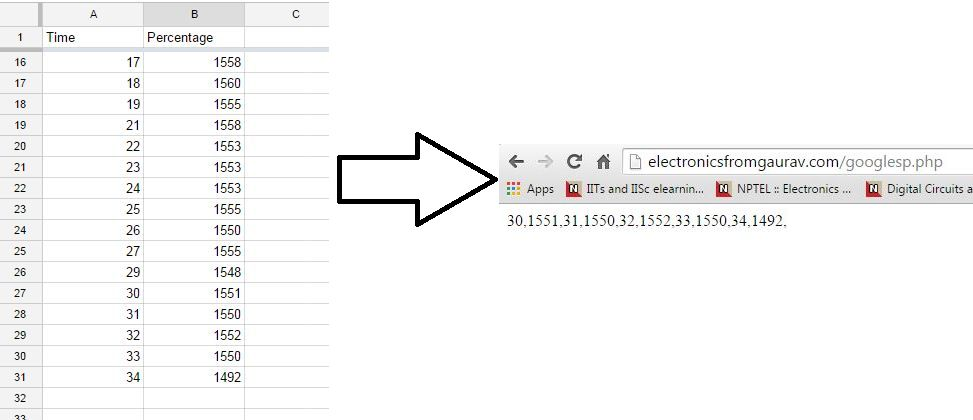 A B C
1 Time Percentage
16 17 1558
17 18 1560
18 19 1555
19 21 1558
20 22 1553
21 23 1553
22 24 1553
23 25 1555
24 26 1550
25 27 1555
26 29 1548
27 30 1551
28 31 1550
29 32 1552
30 33 1550
31 34 1492
32
33
electronicsfromgaurav.com/googlesp.php
Apps IITs and IISc elearnin... NPTEL :: Electronics ... Digital Circuits a
30,1551,31,1550,32,1552,33,1550,34,1492,